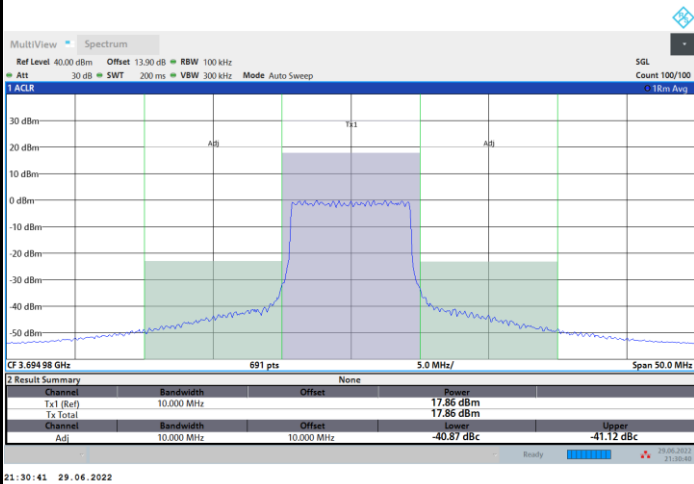 MultiView Spectrum
Ref Level 40.00 dBm Offset 13.90 dB RBW 100 kHz SGL
Att 30 dB SWT 200 ms VBW 300 kHz Mode Auto Sweep Count 100/100
1 ACLR 1Rm Avg
30 dBm
Tx1
20 dBm
Adj Adj
10 dBm
0 dBm
-10 dBm
-20 dBm
-30 dBm
-40 dBm
-50 dBm
CF 3.694 98 GHz 691 pts 5.0 MHz/ Span 50.0 MHz
2 Result Summary None
Channel Bandwidth Offset Power
Tx1 (Ref) 10.000 MHz 17.86 dBm
Tx Total 17.86 dBm
Channel Bandwidth Offset Lower Upper
Adj 10.000 MHz 10.000 MHz -40.87 dBc -41.12 dBc
Ready 29.06.2022
21:30:40
21:30:41 29.06.2022